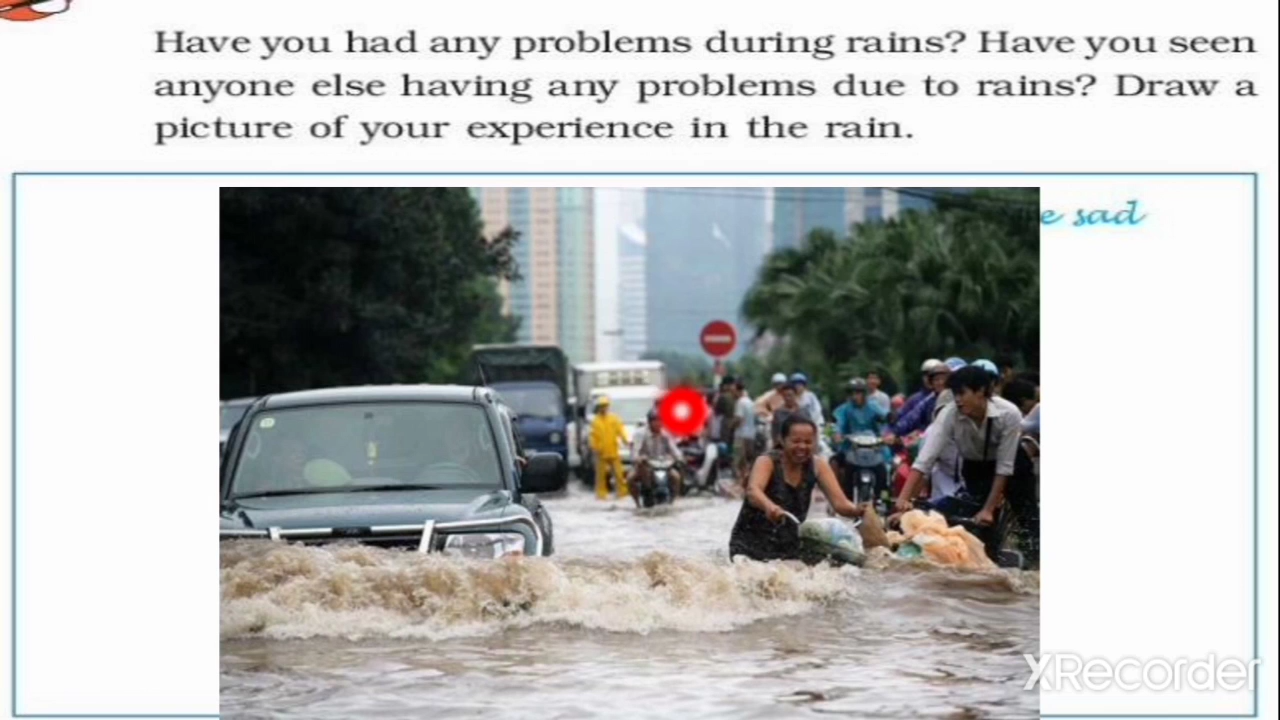 Have you had any problems during rains? Have you seen
anyone else having any problems due to rains? Draw a
picture of your experience in the rain.
sad
XRecorder